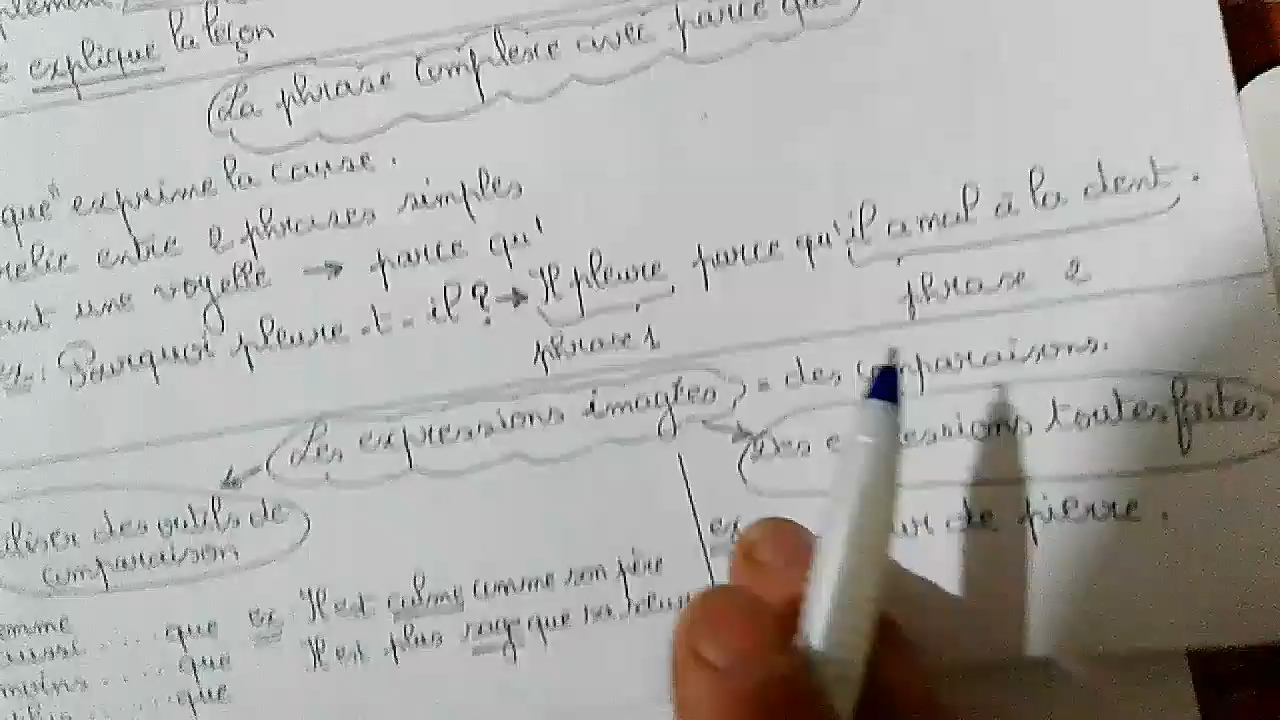 explique la leçon
La phrase complexe avec parce que
que" exprime la cause.
relie entre 2 phrases simples
une voyelle → parce qu'
Pourquoi pleure-t-il? → Il pleure, parce qu'il a mal à la dent.
phrase 1 phrase 2
Les expressions imagées = des comparaisons.
des outils de comparaison
Des toutes faites
ex de pierre.
ex Il est calme comme son père
que
que Il est plus que
que